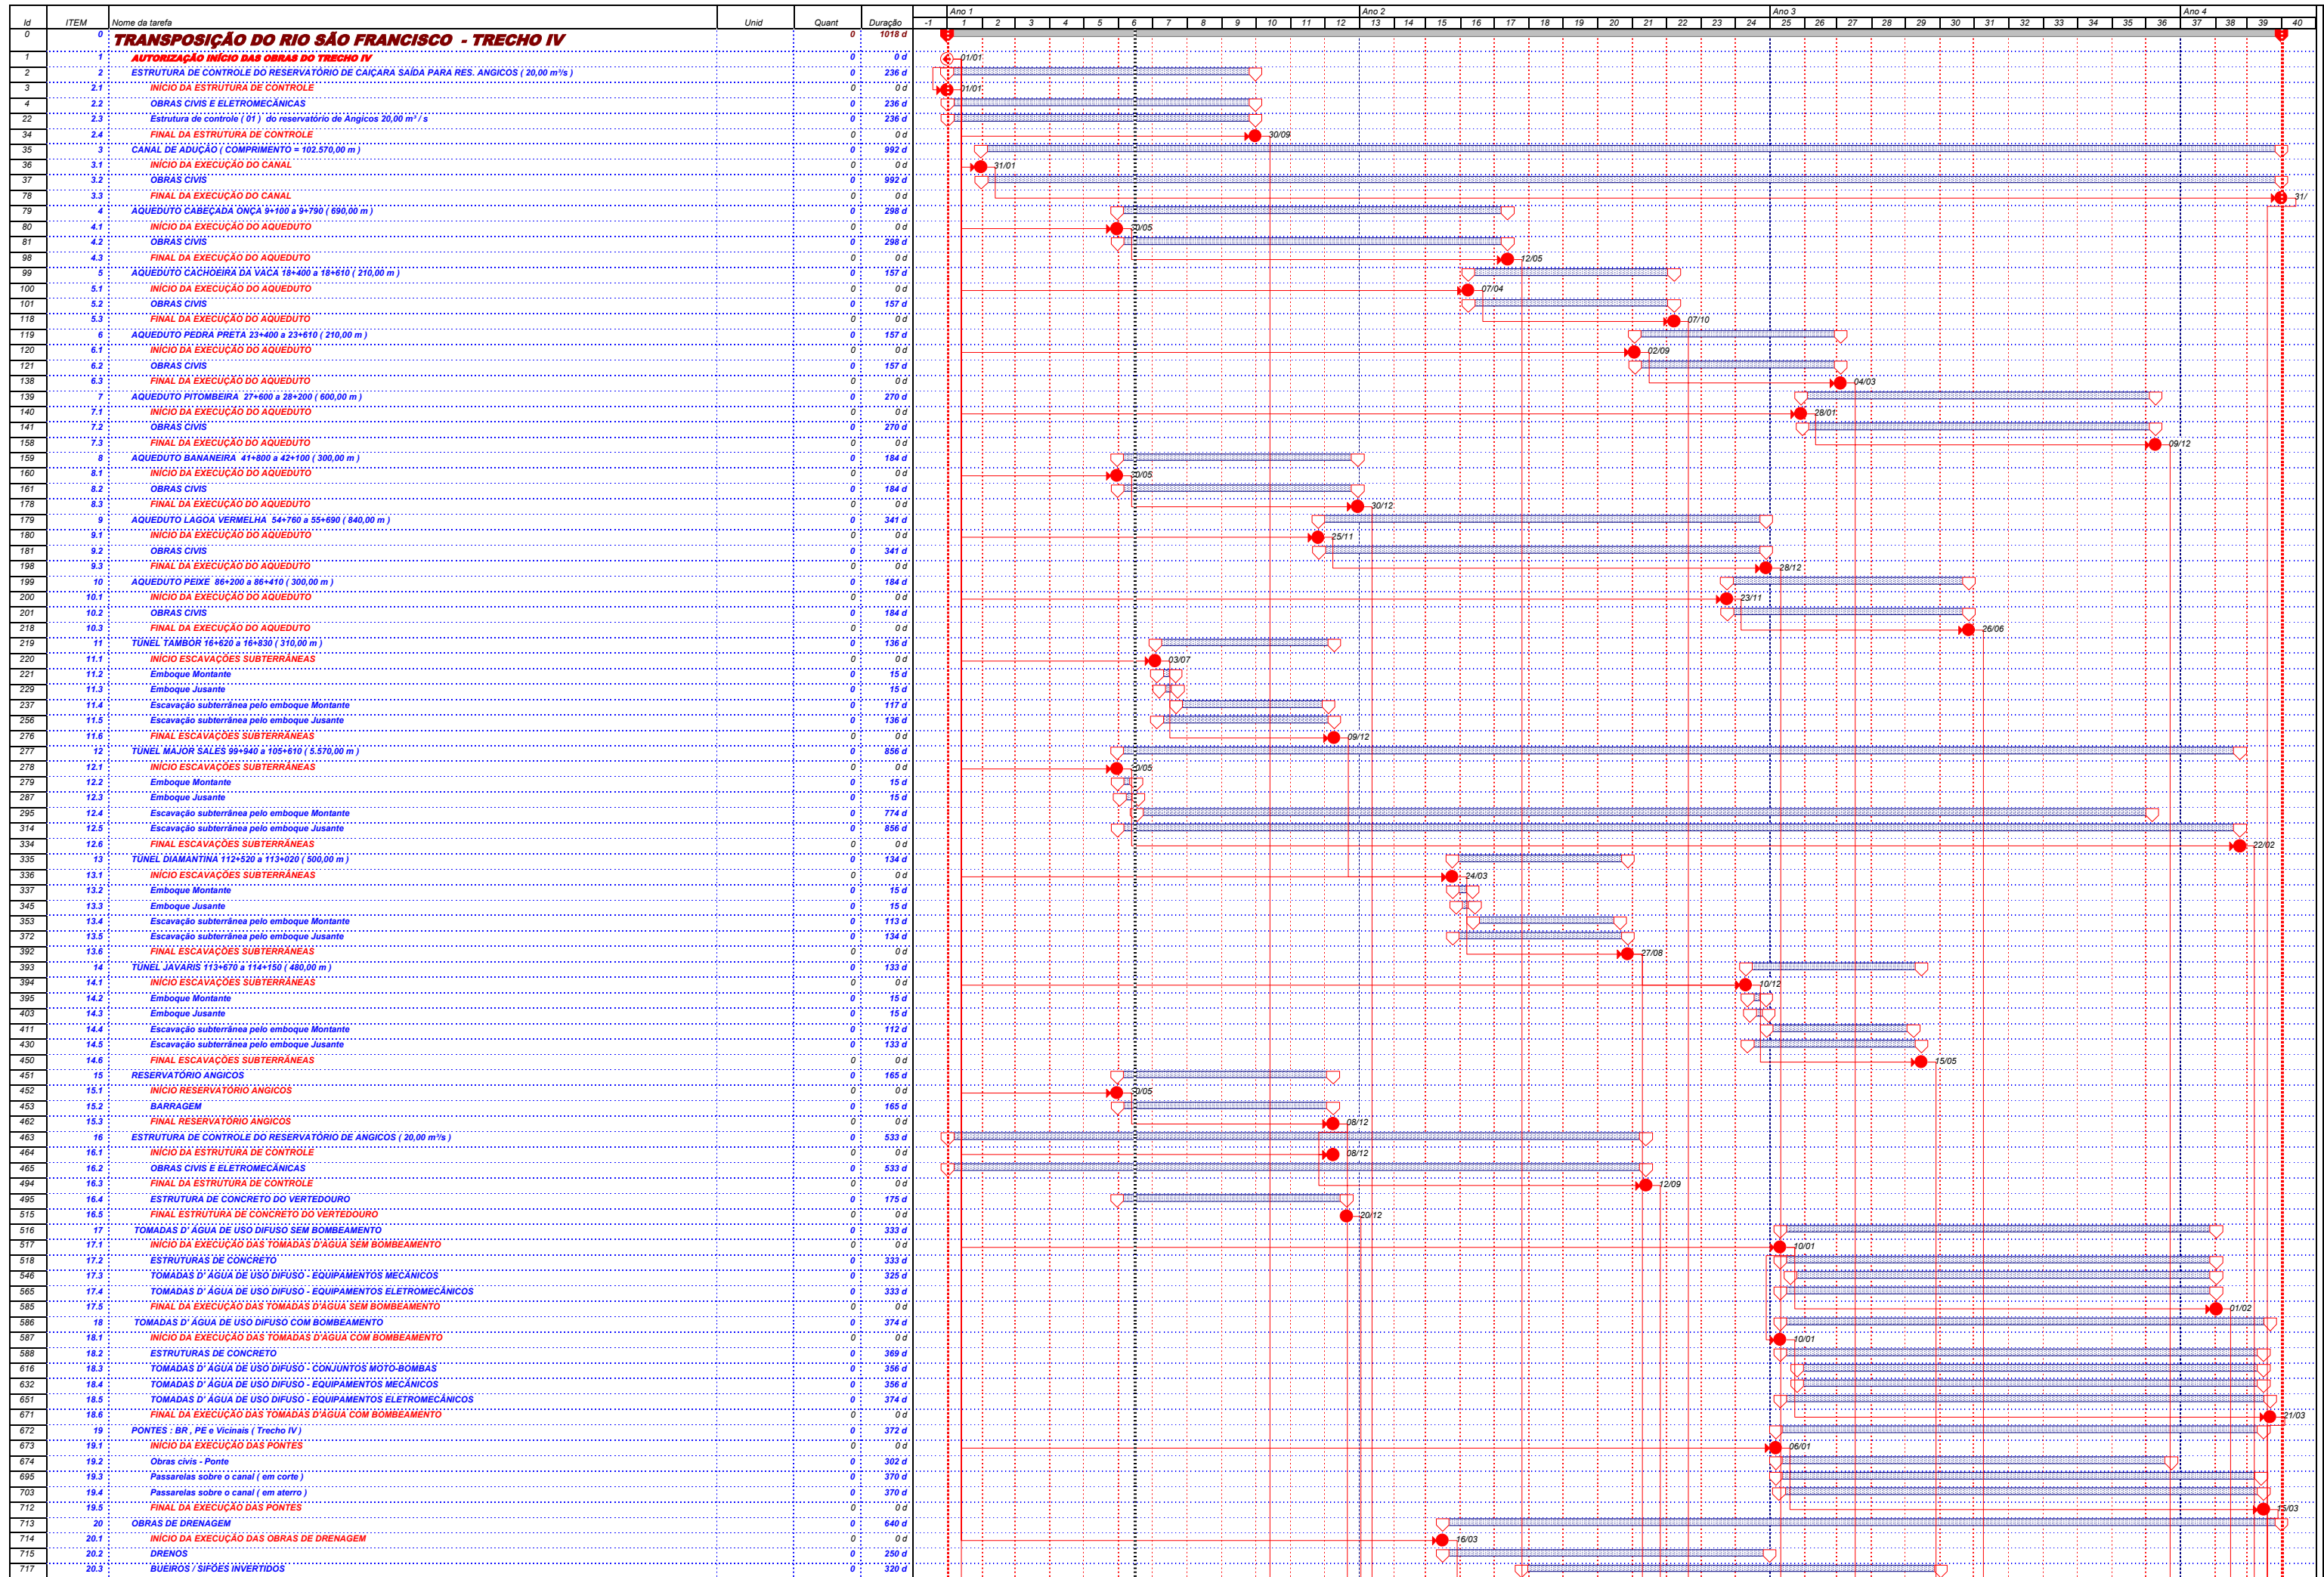 Ano 1 Ano 2 Ano 3 Ano 4
Id ITEM Nome da tarefa Unid Quant Duração -1 1 2 3 4 5 6 7 8 9 10 11 12 13 14 15 16 17 18 19 20 21 22 23 24 25 26 27 28 29 30 31 32 33 34 35 36 37 38 39 40
0 0 TRANSPOSIÇÃO DO RIO SÃO FRANCISCO - TRECHO IV 0 1018 d
1 1 AUTORIZAÇÃO INÍCIO DAS OBRAS DO TRECHO IV 0 0 d 01/01
2 2 ESTRUTURA DE CONTROLE DO RESERVATÓRIO DE CAIÇARA SAÍDA PARA RES. ANGICOS ( 20,00 m³/s ) 0 236 d
3 2.1 INÍCIO DA ESTRUTURA DE CONTROLE 0 0 d 01/01
4 2.2 OBRAS CIVIS E ELETROMECÂNICAS 0 236 d
22 2.3 Estrutura de controle ( 01 ) do reservatório de Angicos 20,00 m³ / s 0 236 d
34 2.4 FINAL DA ESTRUTURA DE CONTROLE 0 0 d 30/09
35 3 CANAL DE ADUÇÃO ( COMPRIMENTO = 102.570,00 m ) 0 992 d
36 3.1 INÍCIO DA EXECUÇÃO DO CANAL 0 0 d 31/01
37 3.2 OBRAS CIVIS 0 992 d
78 3.3 FINAL DA EXECUÇÃO DO CANAL 0 0 d 31/
79 4 AQUEDUTO CABEÇADA ONÇA 9+100 a 9+790 ( 690,00 m ) 0 298 d
80 4.1 INÍCIO DA EXECUÇÃO DO AQUEDUTO 0 0 d 30/05
81 4.2 OBRAS CIVIS 0 298 d
98 4.3 FINAL DA EXECUÇÃO DO AQUEDUTO 0 0 d 12/05
99 5 AQUEDUTO CACHOEIRA DA VACA 18+400 a 18+610 ( 210,00 m ) 0 157 d
100 5.1 INÍCIO DA EXECUÇÃO DO AQUEDUTO 0 0 d 07/04
101 5.2 OBRAS CIVIS 0 157 d
118 5.3 FINAL DA EXECUÇÃO DO AQUEDUTO 0 0 d 07/10
119 6 AQUEDUTO PEDRA PRETA 23+400 a 23+610 ( 210,00 m ) 0 157 d
120 6.1 INÍCIO DA EXECUÇÃO DO AQUEDUTO 0 0 d 02/09
121 6.2 OBRAS CIVIS 0 157 d
138 6.3 FINAL DA EXECUÇÃO DO AQUEDUTO 0 0 d 04/03
139 7 AQUEDUTO PITOMBEIRA 27+600 a 28+200 ( 600,00 m ) 0 270 d
140 7.1 INÍCIO DA EXECUÇÃO DO AQUEDUTO 0 0 d 28/01
141 7.2 OBRAS CIVIS 0 270 d
158 7.3 FINAL DA EXECUÇÃO DO AQUEDUTO 0 0 d 09/12
159 8 AQUEDUTO BANANEIRA 41+800 a 42+100 ( 300,00 m ) 0 184 d
160 8.1 INÍCIO DA EXECUÇÃO DO AQUEDUTO 0 0 d 30/05
161 8.2 OBRAS CIVIS 0 184 d
178 8.3 FINAL DA EXECUÇÃO DO AQUEDUTO 0 0 d 30/12
179 9 AQUEDUTO LAGOA VERMELHA 54+760 a 55+690 ( 840,00 m ) 0 341 d
180 9.1 INÍCIO DA EXECUÇÃO DO AQUEDUTO 0 0 d 25/11
181 9.2 OBRAS CIVIS 0 341 d
198 9.3 FINAL DA EXECUÇÃO DO AQUEDUTO 0 0 d 28/12
199 10 AQUEDUTO PEIXE 86+200 a 86+410 ( 300,00 m ) 0 184 d
200 10.1 INÍCIO DA EXECUÇÃO DO AQUEDUTO 0 0 d 23/11
201 10.2 OBRAS CIVIS 0 184 d
218 10.3 FINAL DA EXECUÇÃO DO AQUEDUTO 0 0 d 26/06
219 11 TÚNEL TAMBOR 16+620 a 16+830 ( 310,00 m ) 0 136 d
220 11.1 INÍCIO ESCAVAÇÕES SUBTERRÂNEAS 0 0 d 03/07
221 11.2 Emboque Montante 0 15 d
229 11.3 Emboque Jusante 0 15 d
237 11.4 Escavação subterrânea pelo emboque Montante 0 117 d
256 11.5 Escavação subterrânea pelo emboque Jusante 0 136 d
276 11.6 FINAL ESCAVAÇÕES SUBTERRÂNEAS 0 0 d 09/12
277 12 TÚNEL MAJOR SALES 99+940 a 105+610 ( 5.570,00 m ) 0 856 d
278 12.1 INÍCIO ESCAVAÇÕES SUBTERRÂNEAS 0 0 d 30/05
279 12.2 Emboque Montante 0 15 d
287 12.3 Emboque Jusante 0 15 d
295 12.4 Escavação subterrânea pelo emboque Montante 0 774 d
314 12.5 Escavação subterrânea pelo emboque Jusante 0 856 d
334 12.6 FINAL ESCAVAÇÕES SUBTERRÂNEAS 0 0 d 22/02
335 13 TÚNEL DIAMANTINA 112+520 a 113+020 ( 500,00 m ) 0 134 d
336 13.1 INÍCIO ESCAVAÇÕES SUBTERRÂNEAS 0 0 d 24/03
337 13.2 Emboque Montante 0 15 d
345 13.3 Emboque Jusante 0 15 d
353 13.4 Escavação subterrânea pelo emboque Montante 0 113 d
372 13.5 Escavação subterrânea pelo emboque Jusante 0 134 d
392 13.6 FINAL ESCAVAÇÕES SUBTERRÂNEAS 0 0 d 27/08
393 14 TÚNEL JAVARIS 113+670 a 114+150 ( 480,00 m ) 0 133 d
394 14.1 INÍCIO ESCAVAÇÕES SUBTERRÂNEAS 0 0 d 10/12
395 14.2 Emboque Montante 0 15 d
403 14.3 Emboque Jusante 0 15 d
411 14.4 Escavação subterrânea pelo emboque Montante 0 112 d
430 14.5 Escavação subterrânea pelo emboque Jusante 0 133 d
450 14.6 FINAL ESCAVAÇÕES SUBTERRÂNEAS 0 0 d 15/05
451 15 RESERVATÓRIO ANGICOS 0 165 d
452 15.1 INÍCIO RESERVATÓRIO ANGICOS 0 0 d 30/05
453 15.2 BARRAGEM 0 165 d
462 15.3 FINAL RESERVATÓRIO ANGICOS 0 0 d 08/12
463 16 ESTRUTURA DE CONTROLE DO RESERVATÓRIO DE ANGICOS ( 20,00 m³/s ) 0 533 d
464 16.1 INÍCIO DA ESTRUTURA DE CONTROLE 0 0 d 08/12
465 16.2 OBRAS CIVIS E ELETROMECÂNICAS 0 533 d
494 16.3 FINAL DA ESTRUTURA DE CONTROLE 0 0 d 12/09
495 16.4 ESTRUTURA DE CONCRETO DO VERTEDOURO 0 175 d
515 16.5 FINAL ESTRUTURA DE CONCRETO DO VERTEDOURO 0 0 d 20/12
516 17 TOMADAS D' ÁGUA DE USO DIFUSO SEM BOMBEAMENTO 0 333 d
517 17.1 INÍCIO DA EXECUÇÃO DAS TOMADAS D'ÁGUA SEM BOMBEAMENTO 0 0 d 10/01
518 17.2 ESTRUTURAS DE CONCRETO 0 333 d
546 17.3 TOMADAS D' ÁGUA DE USO DIFUSO - EQUIPAMENTOS MECÂNICOS 0 325 d
565 17.4 TOMADAS D' ÁGUA DE USO DIFUSO - EQUIPAMENTOS ELETROMECÂNICOS 0 333 d
585 17.5 FINAL DA EXECUÇÃO DAS TOMADAS D'ÁGUA SEM BOMBEAMENTO 0 0 d 01/02
586 18 TOMADAS D' ÁGUA DE USO DIFUSO COM BOMBEAMENTO 0 374 d
587 18.1 INÍCIO DA EXECUÇÃO DAS TOMADAS D'ÁGUA COM BOMBEAMENTO 0 0 d 10/01
588 18.2 ESTRUTURAS DE CONCRETO 0 369 d
616 18.3 TOMADAS D' ÁGUA DE USO DIFUSO - CONJUNTOS MOTO-BOMBAS 0 356 d
632 18.4 TOMADAS D' ÁGUA DE USO DIFUSO - EQUIPAMENTOS MECÂNICOS 0 356 d
651 18.5 TOMADAS D' ÁGUA DE USO DIFUSO - EQUIPAMENTOS ELETROMECÂNICOS 0 374 d
671 18.6 FINAL DA EXECUÇÃO DAS TOMADAS D'ÁGUA COM BOMBEAMENTO 0 0 d 21/03
672 19 PONTES : BR , PE e Vicinais ( Trecho IV ) 0 372 d
673 19.1 INÍCIO DA EXECUÇÃO DAS PONTES 0 0 d 06/01
674 19.2 Obras civis - Ponte 0 302 d
695 19.3 Passarelas sobre o canal ( em corte ) 0 370 d
703 19.4 Passarelas sobre o canal ( em aterro ) 0 370 d
712 19.5 FINAL DA EXECUÇÃO DAS PONTES 0 0 d 15/03
713 20 OBRAS DE DRENAGEM 0 640 d
714 20.1 INÍCIO DA EXECUÇÃO DAS OBRAS DE DRENAGEM 0 0 d 16/03
715 20.2 DRENOS 0 250 d
717 20.3 BUEIROS / SIFÕES INVERTIDOS 0 320 d